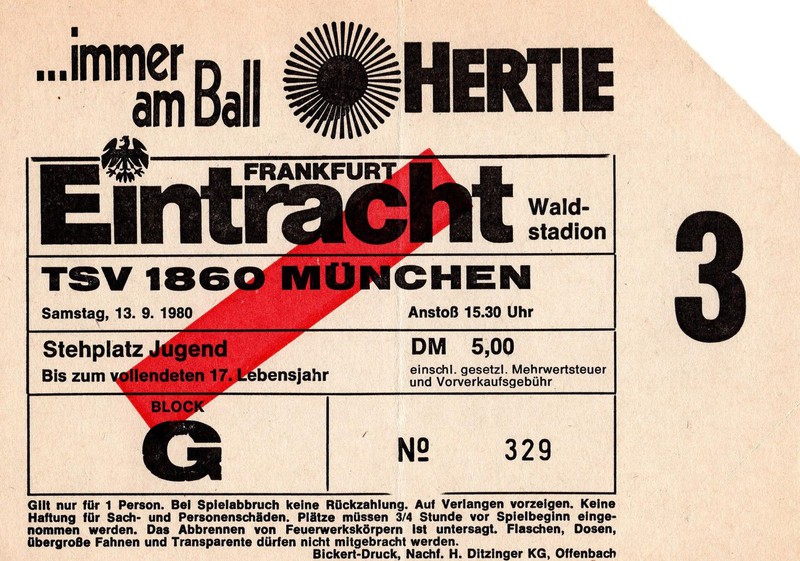 ...immer
am Ball
HERTIE
FRANKFURT
Eintracht
Wald-
stadion
TSV 1860 MÜNCHEN
Samstag, 13. 9. 1980
Anstoß 15.30 Uhr
3
Stehplatz Jugend
DM 5,00
Bis zum vollendeten 17. Lebensjahr
einschl. gesetzl. Mehrwertsteuer
und Vorverkaufsgebühr
BLOCK
G
Nº 329
Gilt nur für 1 Person. Bei Spielabbruch keine Rückzahlung. Auf Verlangen vorzeigen. Keine
Haftung für Sach- und Personenschäden. Plätze müssen 3/4 Stunde vor Spielbeginn einge-
nommen werden. Das Abbrennen von Feuerwerkskörpern ist untersagt. Flaschen, Dosen,
übergroße Fahnen und Transparente dürfen nicht mitgebracht werden.
Bickert-Druck, Nachf. H. Ditzinger KG, Offenbach